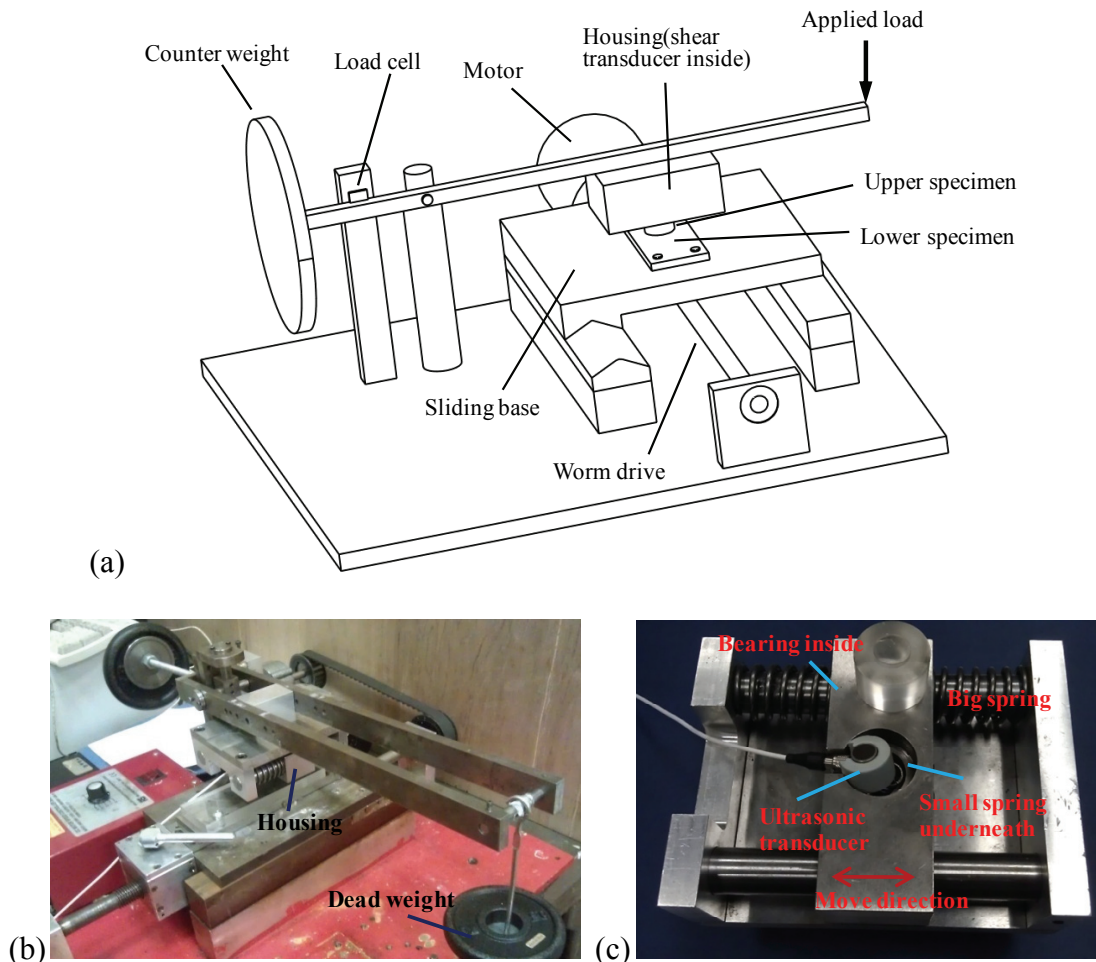 Applied load
Housing(shear
transducer inside)
Counter weight
Load cell
Motor
Upper specimen
Lower specimen
Sliding base
Worm drive
(a)
Housing
Dead weight
(b)
Bearing inside
Big spring
Ultrasonic
transducer
Small spring
underneath
Move direction
(c)